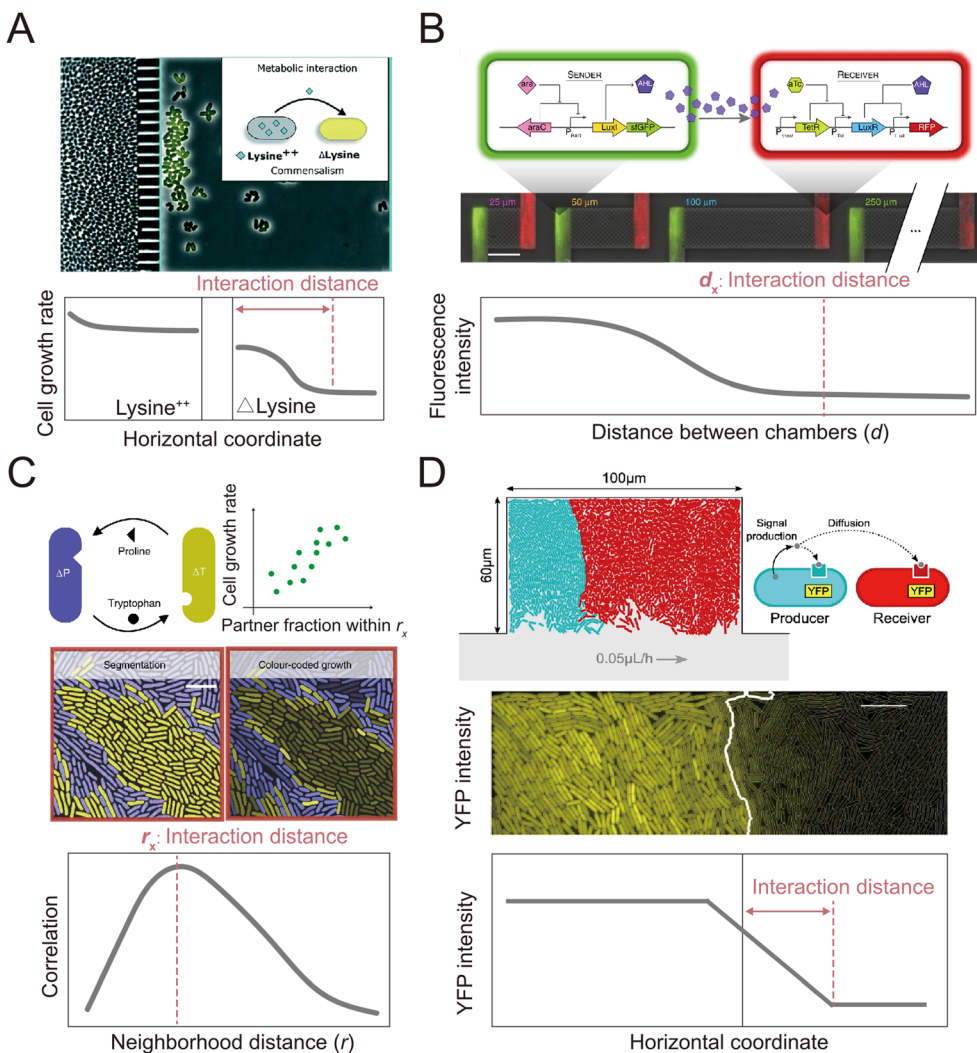 A
Metabolic interaction
Lysine++
ΔLysine
Commensalism
Interaction distance
Cell growth rate
Lysine++
△Lysine
Horizontal coordinate
B
ara
SENDER
AHL
araC
LuxI
sfGFP
aTc
RECEIVER
AHL
TetR
LuxR
RFP
25 μm
50 μm
100 μm
250 μm
...
dx: Interaction distance
Fluorescence
intensity
Distance between chambers (d)
C
ΔP
Proline
Tryptophan
ΔT
Cell growth rate
Partner fraction within rx
Segmentation
Colour-coded growth
rx: Interaction distance
Correlation
Neighborhood distance (r)
D
100μm
60μm
0.05μL/h
Signal
production
Diffusion
YFP
YFP
Producer
Receiver
YFP intensity
Interaction distance
YFP intensity
Horizontal coordinate